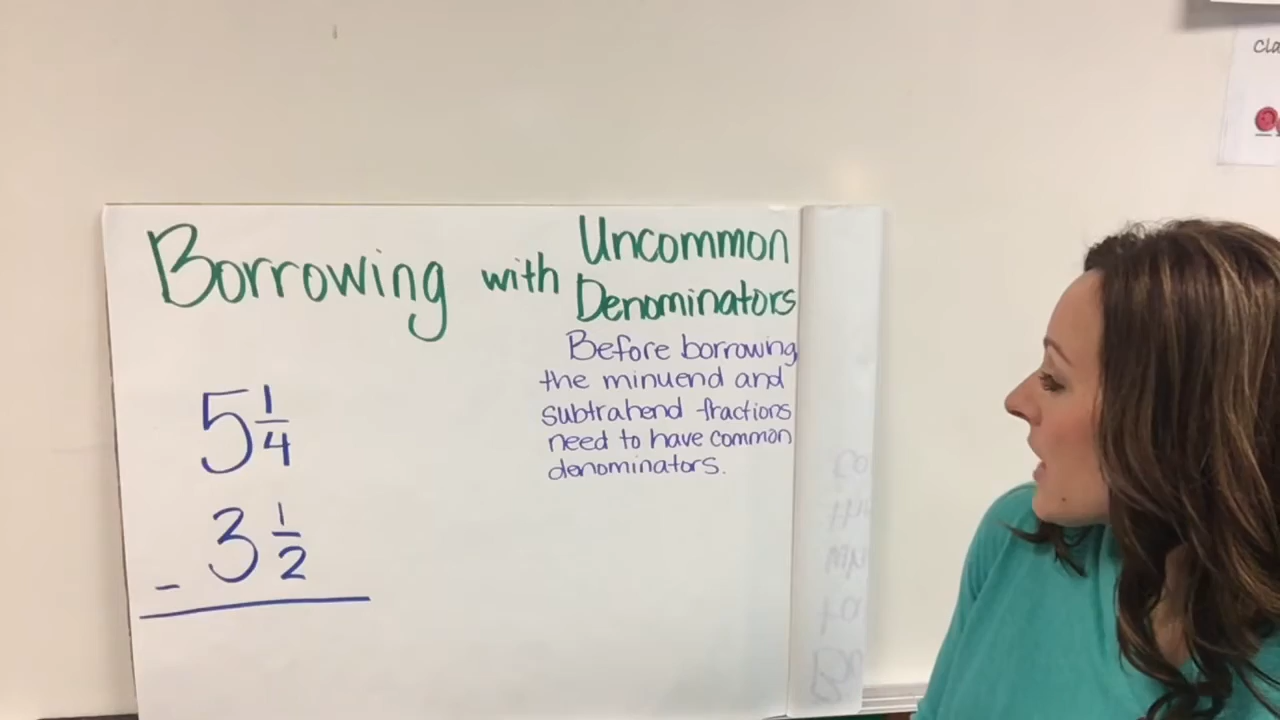 Borrowing with Uncommon
Denominators
Before borrowing
the minuend and
subtrahend fractions
need to have common
denominators.
5 1/4
- 3 1/2